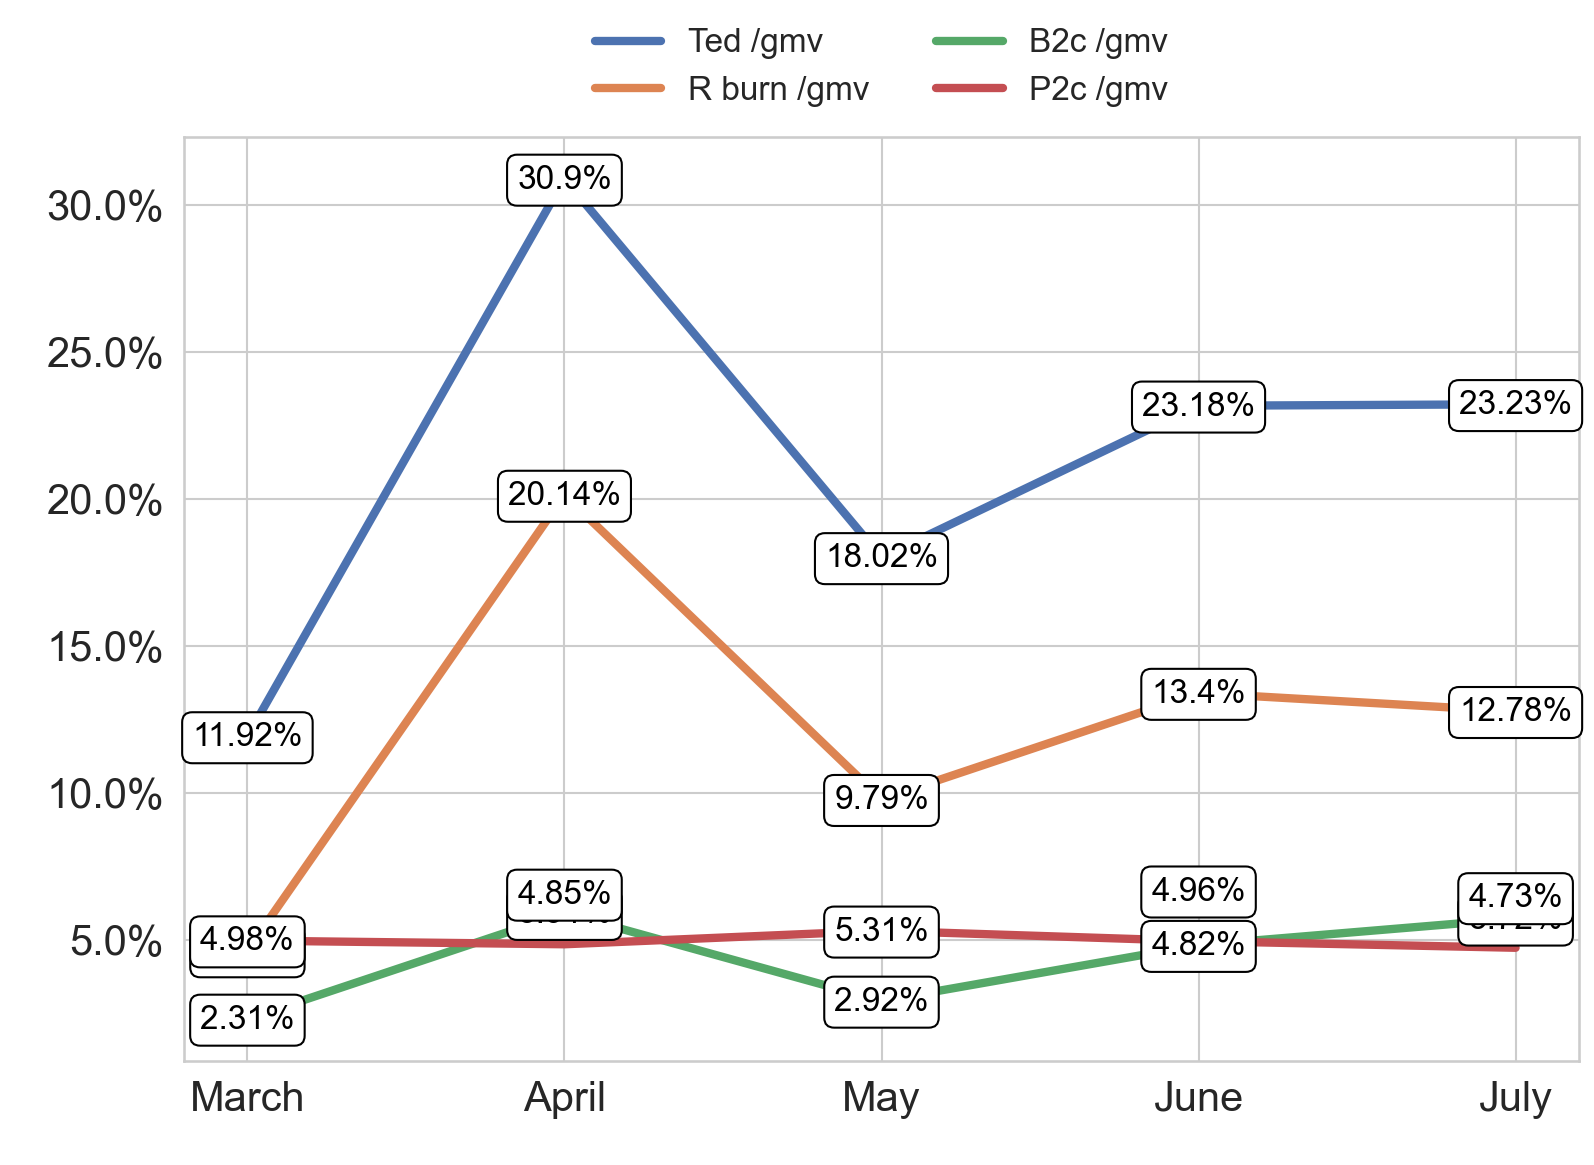 Ted /gmv
B2c /gmv
R burn /gmv
P2c /gmv
30.0%
25.0%
20.0%
15.0%
10.0%
5.0%
11.92%
30.9%
18.02%
23.18%
23.23%
20.14%
9.79%
13.4%
12.78%
4.98%
4.85%
5.31%
4.96%
4.73%
2.31%
2.92%
4.82%
March
April
May
June
July